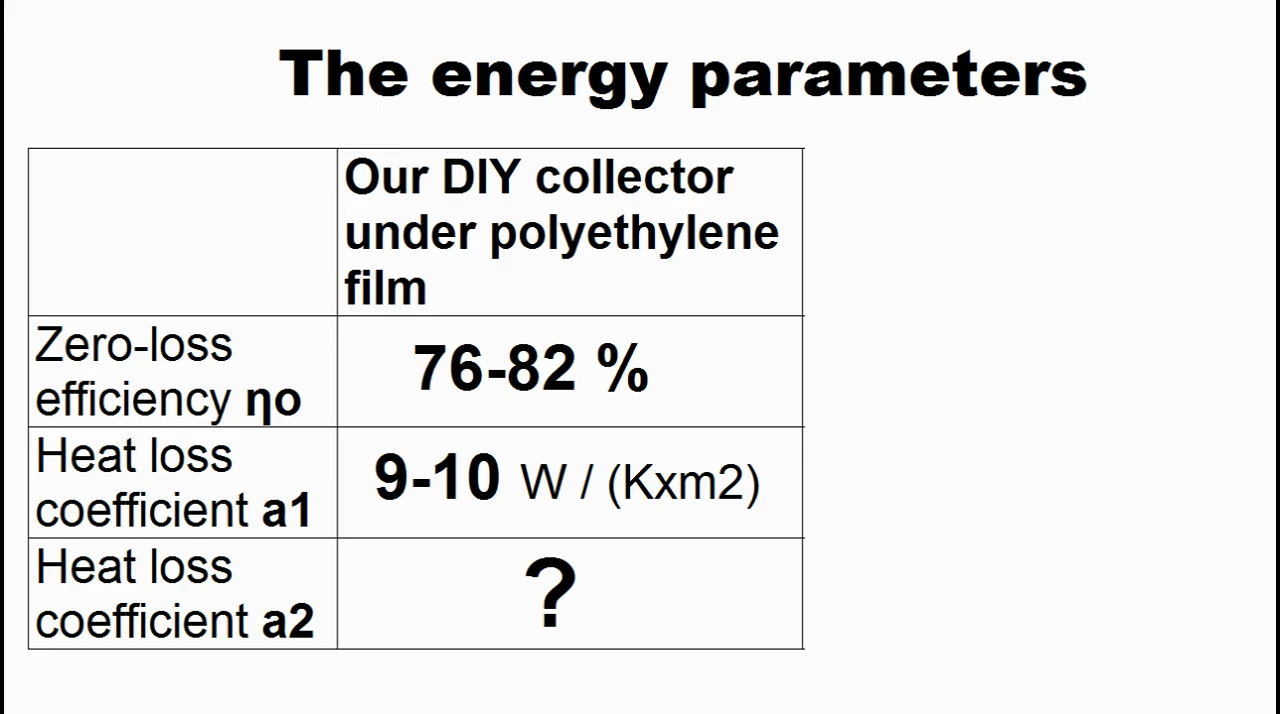 The energy parameters
Our DIY collector
under polyethylene
film
Zero-loss
efficiency ηo
76-82 %
Heat loss
coefficient a1
9-10 W / (Kxm2)
Heat loss
coefficient a2
?